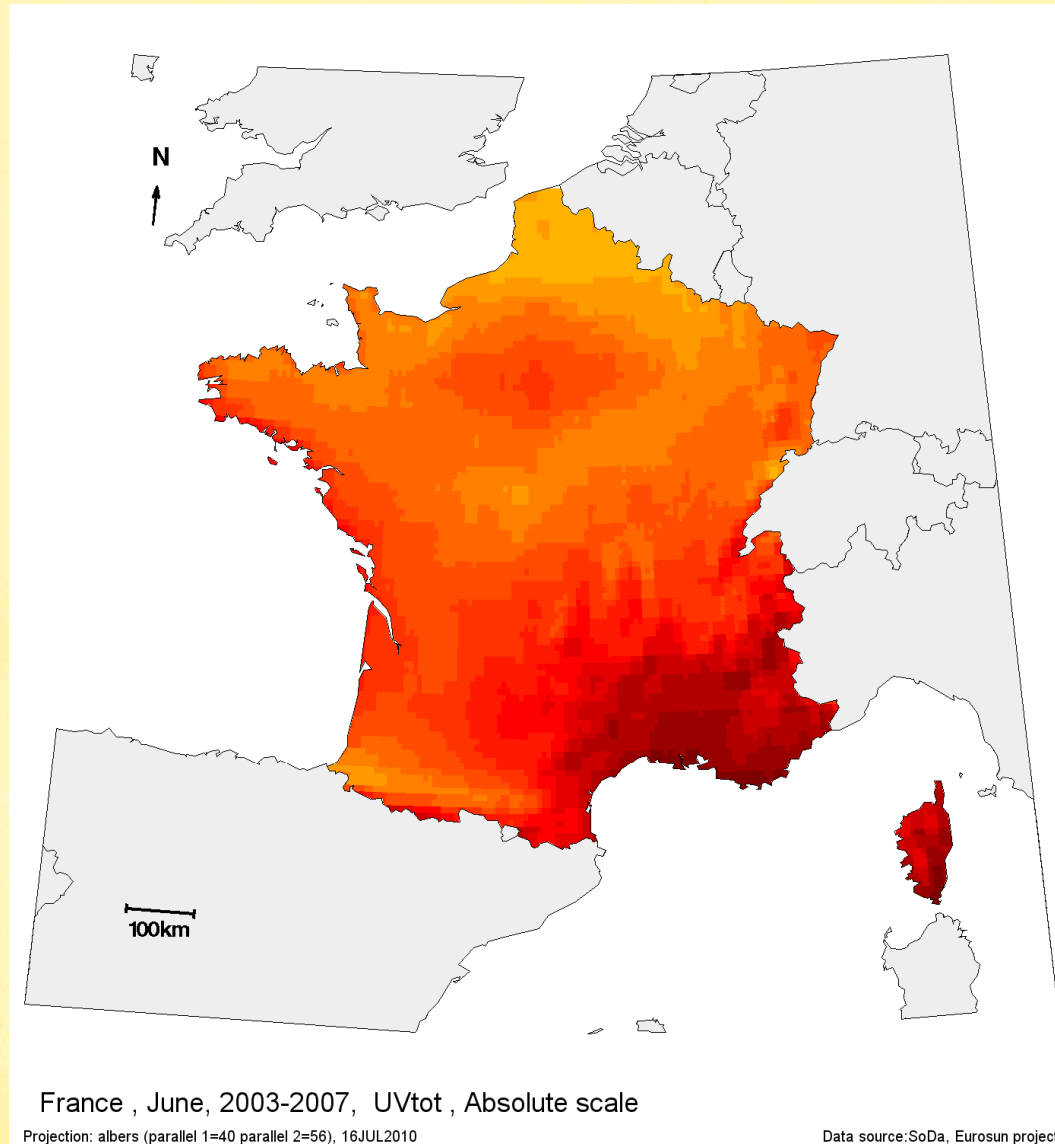 N
100km
France , June, 2003-2007,  UVtot , Absolute scale
Projection: albers (parallel 1=40 parallel 2=56), 16JUL2010
Data source:SoDa, Eurosun project